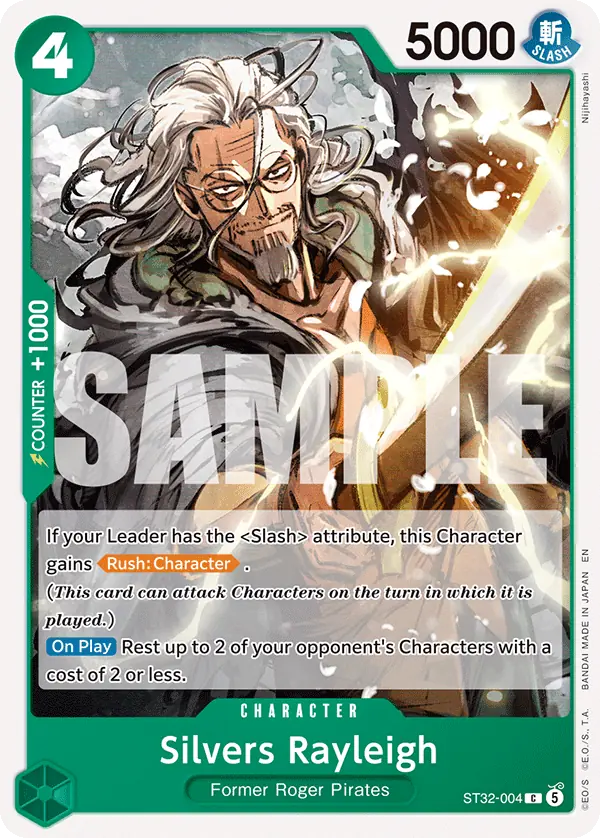 4
5000
斬
SLASH
Nijihayashi
COUNTER +1000
SAMPLE
If your Leader has the <Slash> attribute, this Character
gains Rush: Character .
(This card can attack Characters on the turn in which it is
played.)
On Play Rest up to 2 of your opponent's Characters with a
cost of 2 or less.
CHARACTER
Silvers Rayleigh
Former Roger Pirates
ST32-004 C 5
©EO/S ©E.O./S., T.A. BANDAI MADE IN JAPAN EN